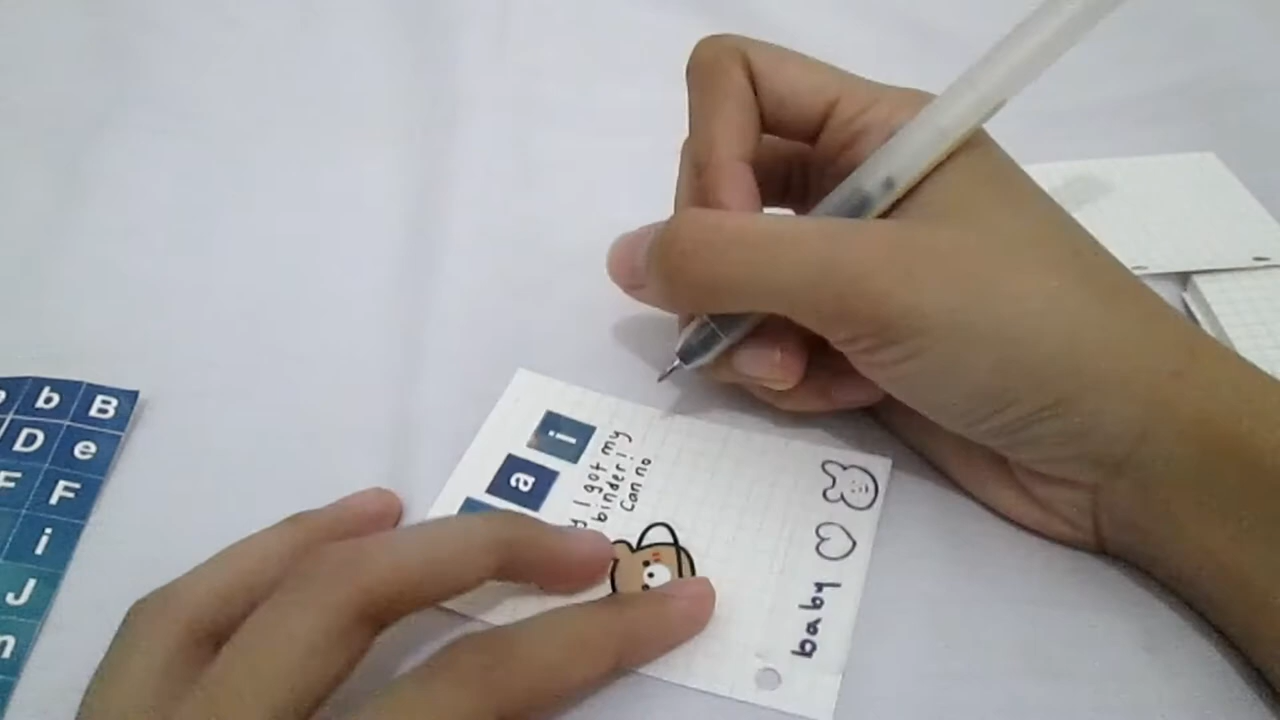 b B
D e
F F
i
J
n
a i
I got my
binder i
can no
baby